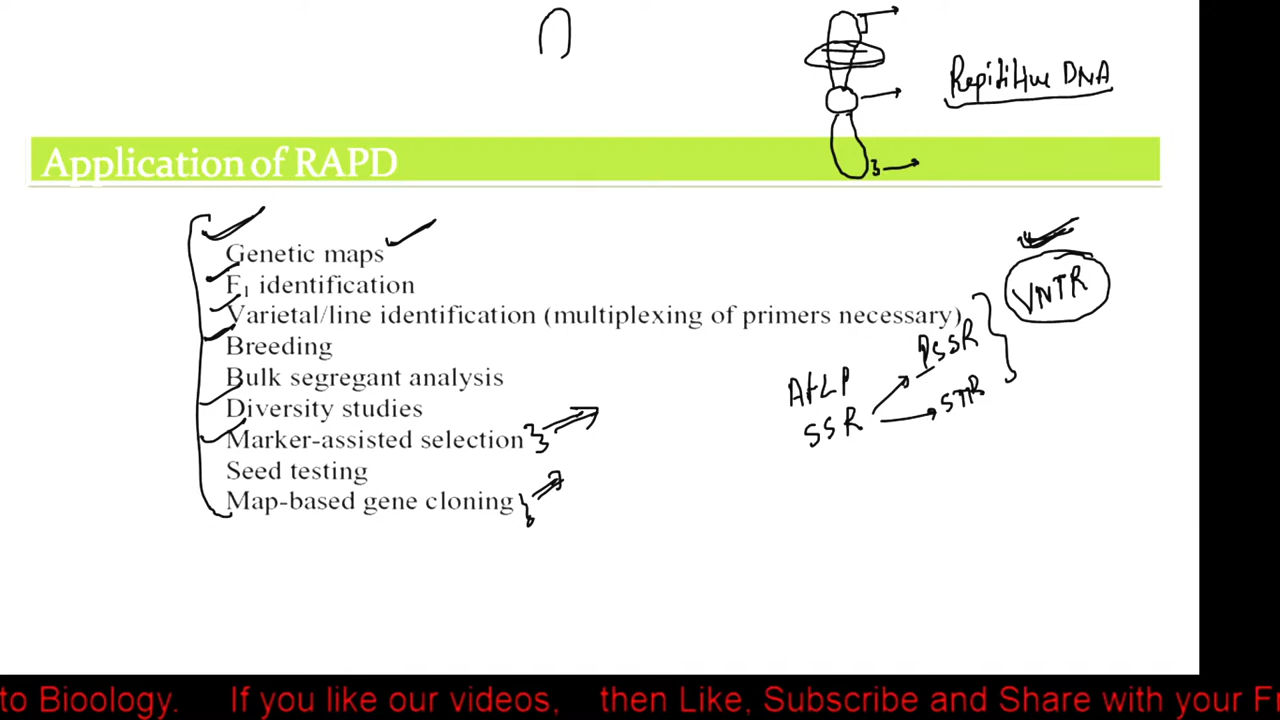 Repititive DNA
Application of RAPD
Genetic maps
F1 identification
Varietal/line identification (multiplexing of primers necessary)
Breeding
Bulk segregant analysis
Diversity studies
Marker-assisted selection
Seed testing
Map-based gene cloning
VNTR
ISSR
AFLP
STR
SSR
to Bioology. If you like our videos, then Like, Subscribe and Share with your Fr